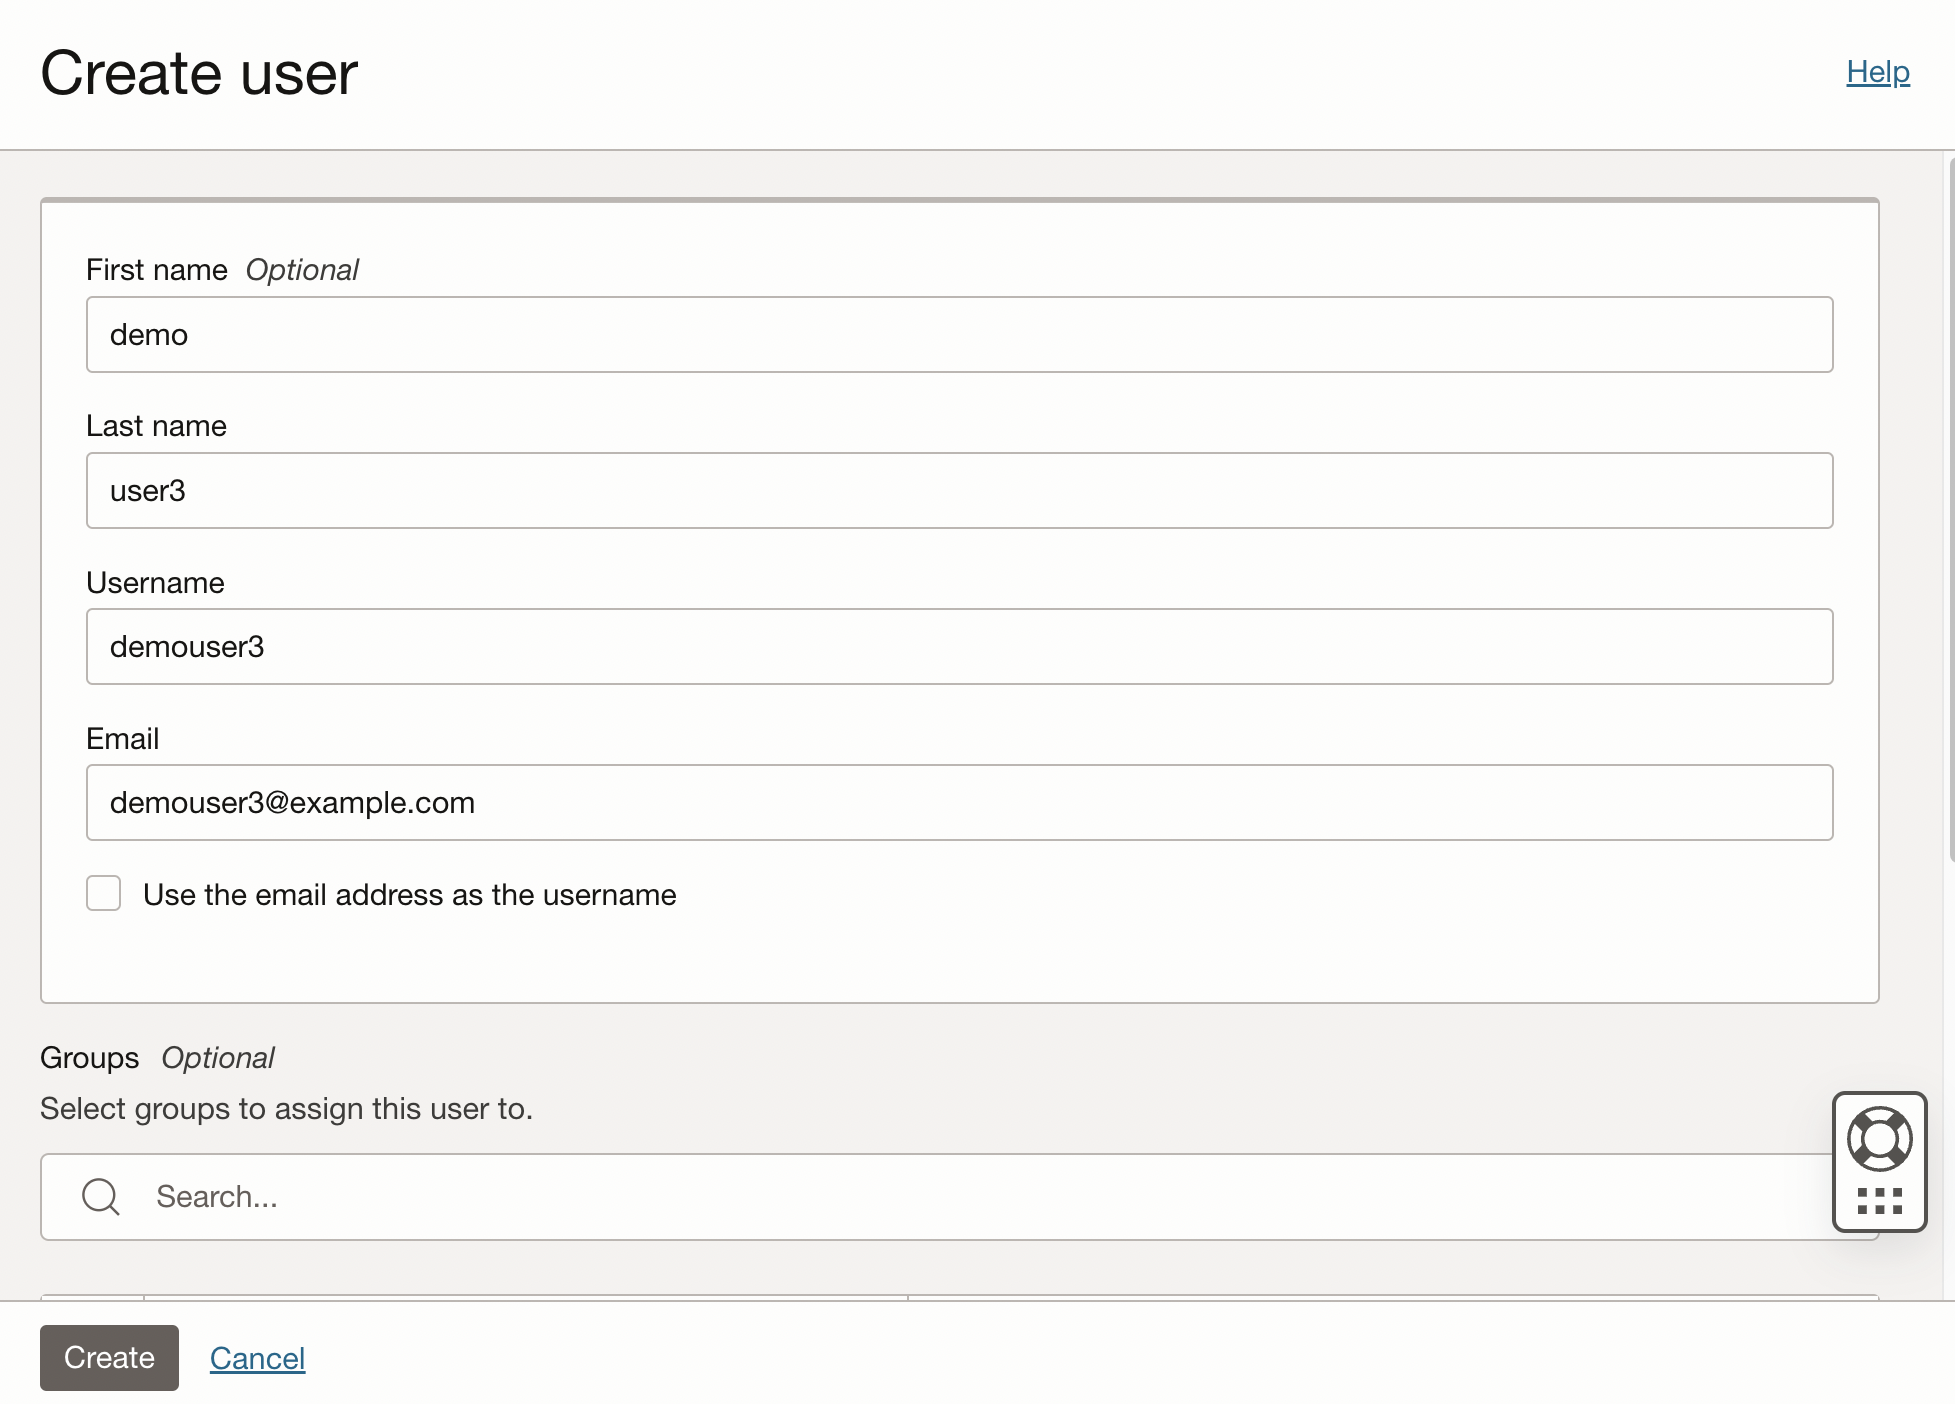 Create user
Help
First name Optional
demo
Last name
user3
Username
demouser3
Email
demouser3@example.com
Use the email address as the username
Groups Optional
Select groups to assign this user to.
Search...
Create Cancel